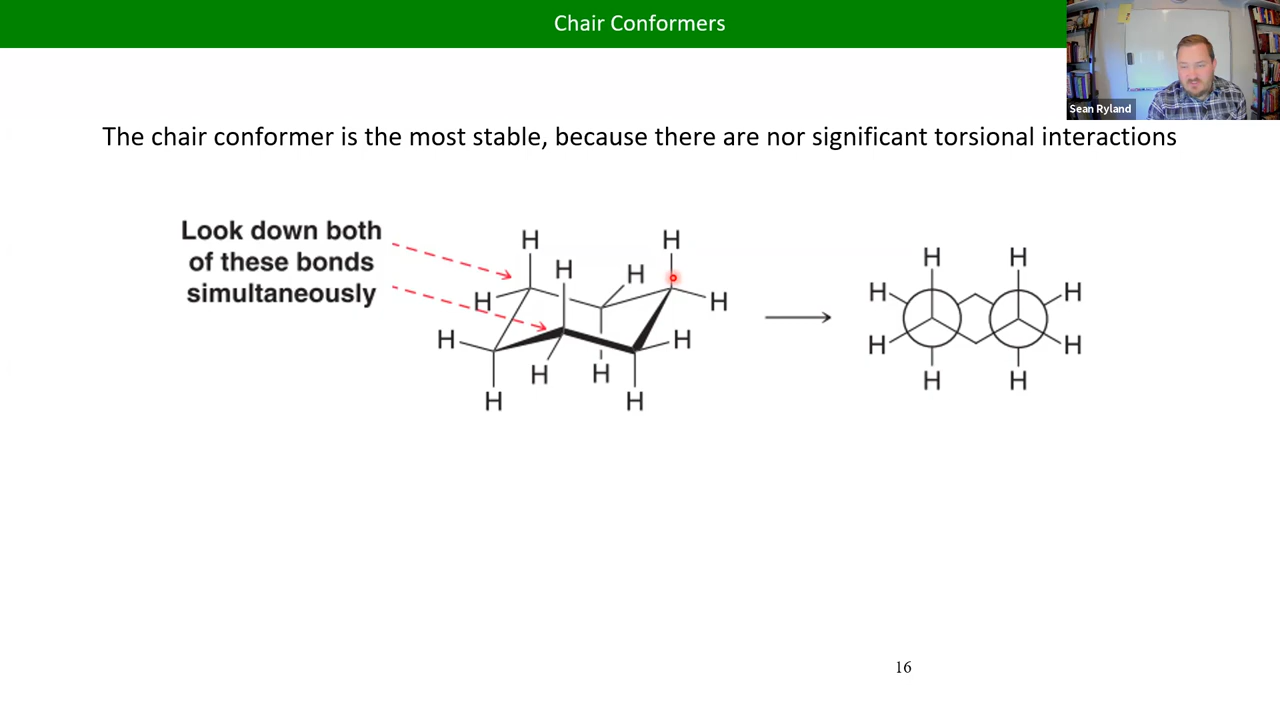 Chair Conformers
Sean Ryland
The chair conformer is the most stable, because there are nor significant torsional interactions
Look down both
of these bonds
simultaneously
H H
H H
H H
H H
H H
H H
H H
H H
H H
H H
16